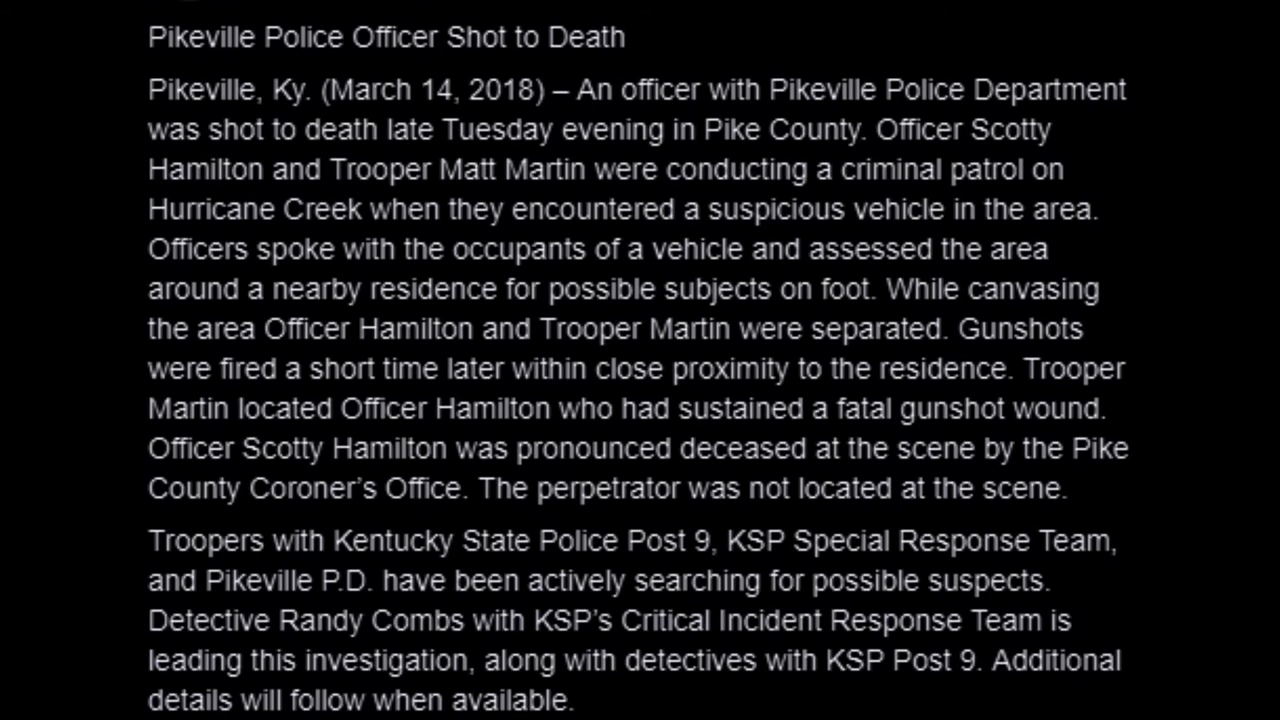 Pikeville Police Officer Shot to Death
Pikeville, Ky. (March 14, 2018) – An officer with Pikeville Police Department
was shot to death late Tuesday evening in Pike County. Officer Scotty
Hamilton and Trooper Matt Martin were conducting a criminal patrol on
Hurricane Creek when they encountered a suspicious vehicle in the area.
Officers spoke with the occupants of a vehicle and assessed the area
around a nearby residence for possible subjects on foot. While canvasing
the area Officer Hamilton and Trooper Martin were separated. Gunshots
were fired a short time later within close proximity to the residence. Trooper
Martin located Officer Hamilton who had sustained a fatal gunshot wound.
Officer Scotty Hamilton was pronounced deceased at the scene by the Pike
County Coroner’s Office. The perpetrator was not located at the scene.
Troopers with Kentucky State Police Post 9, KSP Special Response Team,
and Pikeville P.D. have been actively searching for possible suspects.
Detective Randy Combs with KSP’s Critical Incident Response Team is
leading this investigation, along with detectives with KSP Post 9. Additional
details will follow when available.